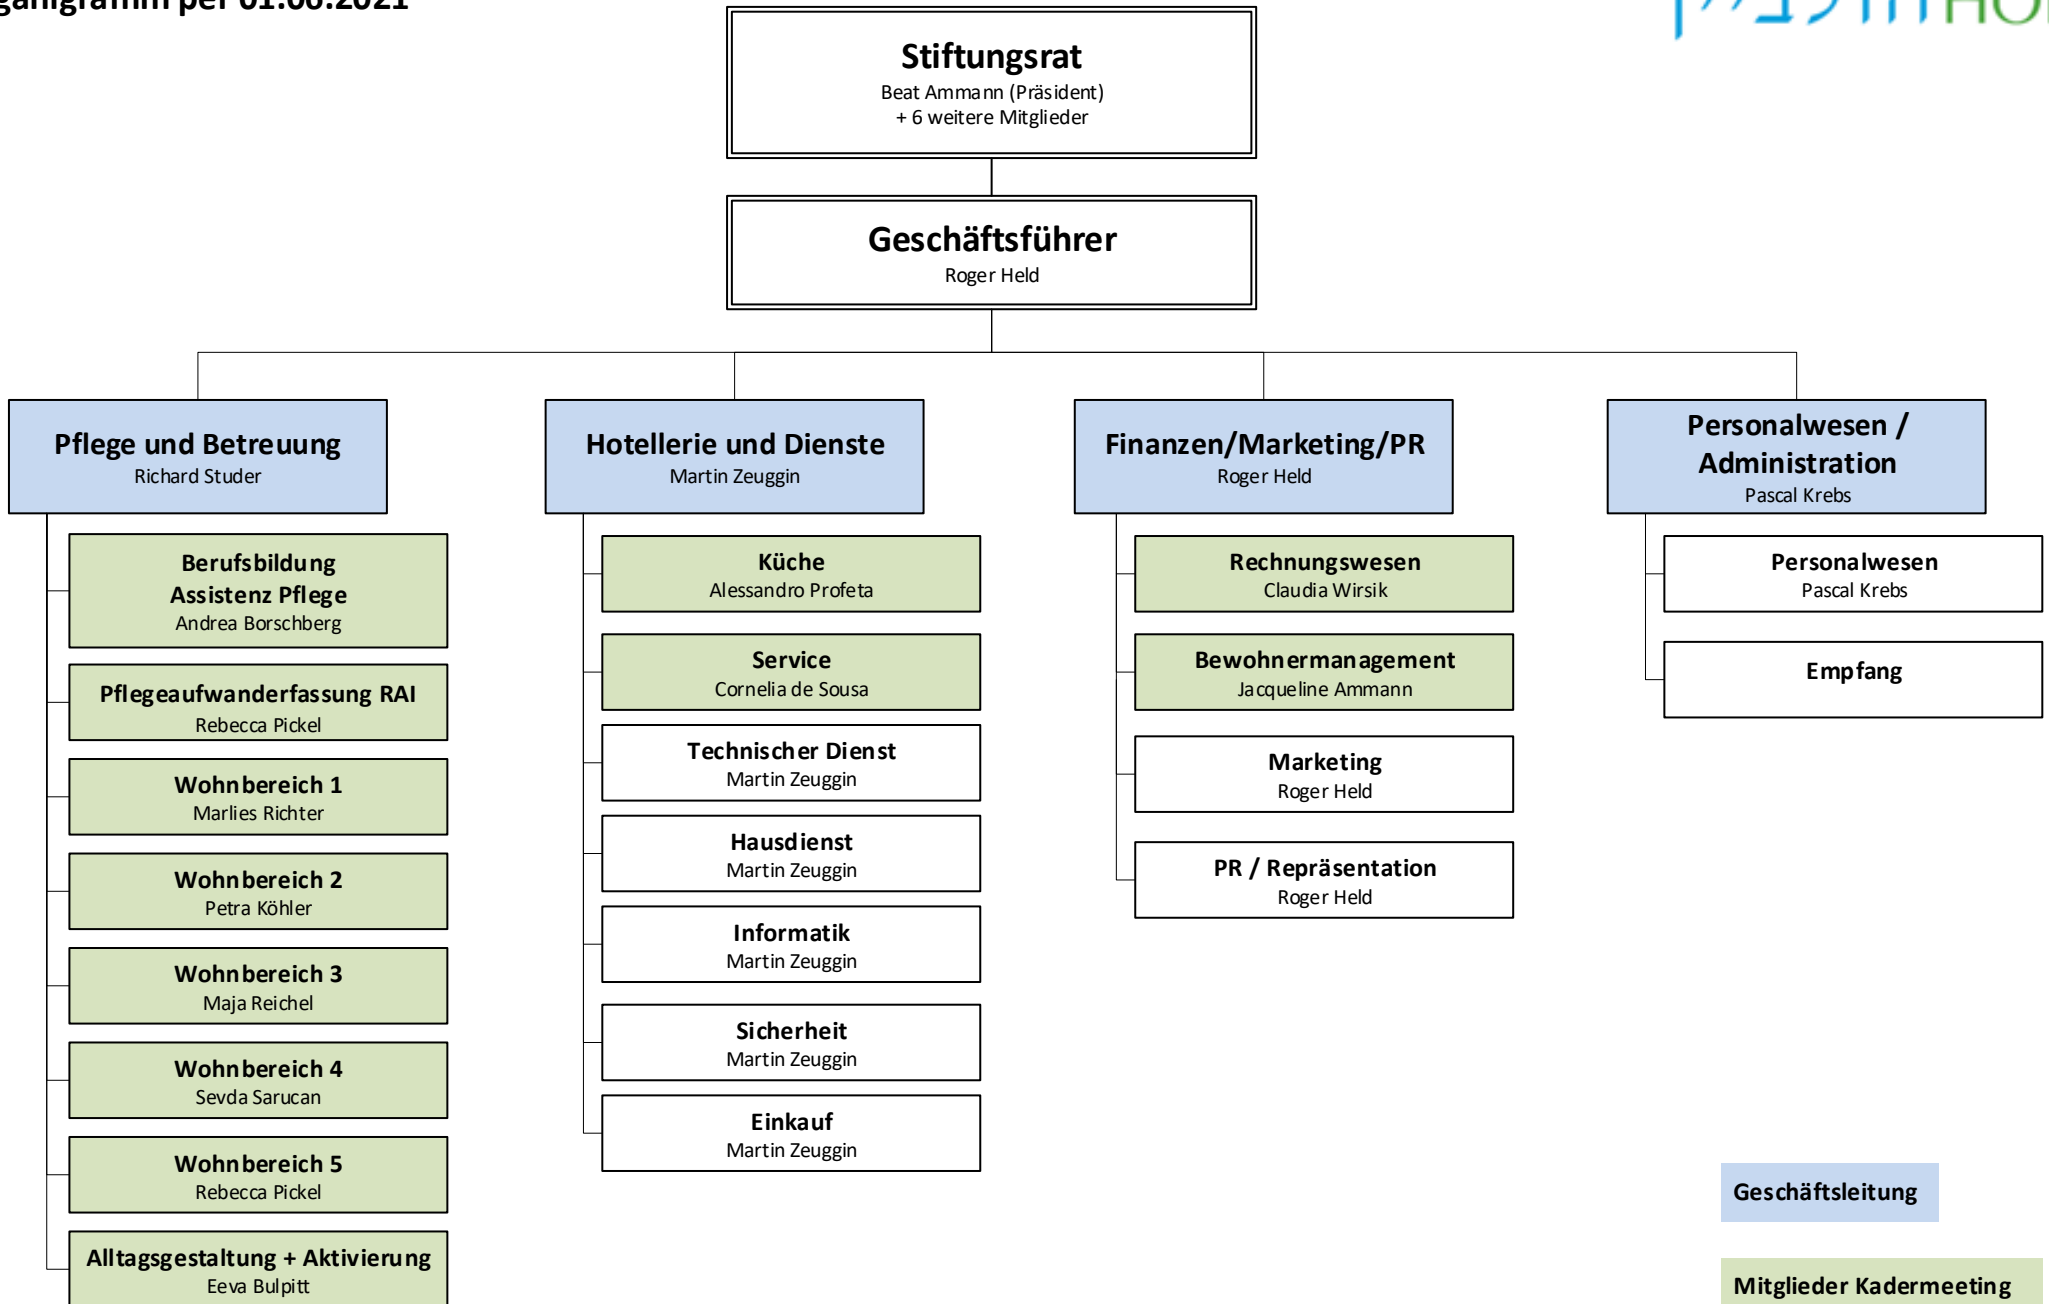 Stiftungsrat
Beat Ammann (Präsident)
+ 6 weitere Mitglieder
Geschäftsführer
Roger Held
Pflege und Betreuung
Richard Studer
Berufsbildung
Assistenz Pflege
Andrea Borschberg
Pflegeaufwanderfassung RAI
Rebecca Pickel
Wohnbereich 1
Marlies Richter
Wohnbereich 2
Petra Köhler
Wohnbereich 3
Maja Reichel
Wohnbereich 4
Sevda Sarucan
Wohnbereich 5
Rebecca Pickel
Alltagsgestaltung + Aktivierung
Eeva Bulpitt
Hotellerie und Dienste
Martin Zeuggin
Küche
Alessandro Profeta
Service
Cornelia de Sousa
Technischer Dienst
Martin Zeuggin
Hausdienst
Martin Zeuggin
Informatik
Martin Zeuggin
Sicherheit
Martin Zeuggin
Einkauf
Martin Zeuggin
Finanzen/Marketing/PR
Roger Held
Rechnungswesen
Claudia Wirsik
Bewohnermanagement
Jacqueline Ammann
Marketing
Roger Held
PR / Repräsentation
Roger Held
Personalwesen /
Administration
Pascal Krebs
Personalwesen
Pascal Krebs
Empfang
Geschäftsleitung
Mitglieder Kadermeeting